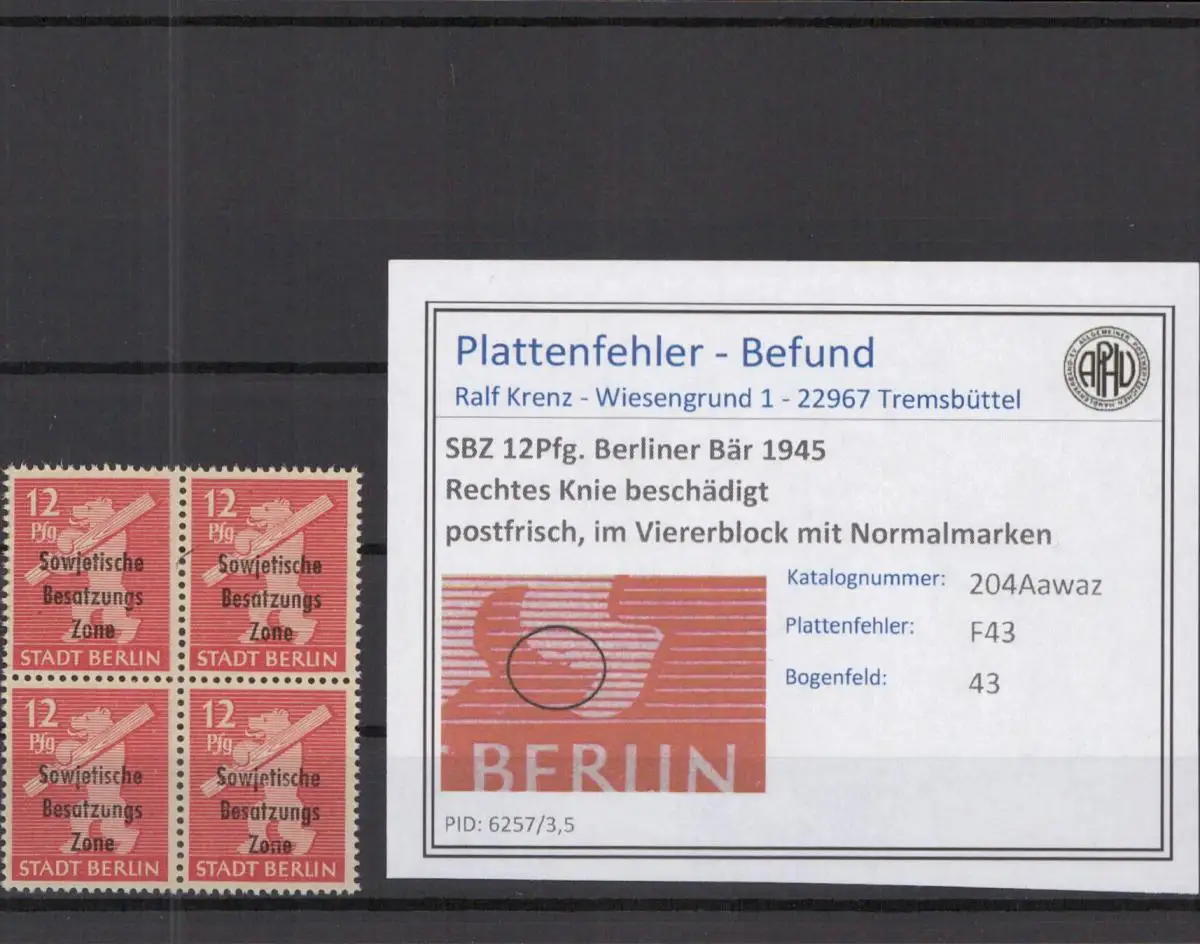 12
Pfg
Sowjetische
Besatzungs
Zone
STADT BERLIN
12
Pfg
Sowjetische
Besatzungs
Zone
STADT BERLIN
12
Pfg
Sowjetische
Besatzungs
Zone
STADT BERLIN
12
Pfg
Sowjetische
Besatzungs
Zone
STADT BERLIN
Plattenfehler - Befund
Ralf Krenz - Wiesengrund 1 - 22967 Tremsbüttel
APHV
SBZ 12Pfg. Berliner Bär 1945
Rechtes Knie beschädigt
postfrisch, im Viererblock mit Normalmarken
Katalognummer: 204Aawaz
Plattenfehler: F43
Bogenfeld: 43
BERLIN
PID: 6257/3,5